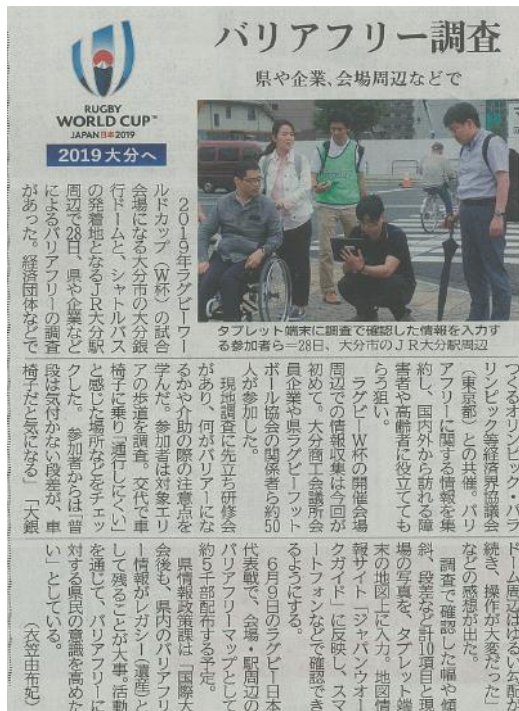 バリアフリー調査
県や企業、会場周辺などで
RUGBY
WORLD CUP™
JAPAN日本2019
2019大分へ
タブレット端末に調査で確認した情報を入力す
る参加者ら＝28日、大分市のＪＲ大分駅周辺
２０１９年ラグビーワー
ルドカップ（Ｗ杯）の試合
会場になる大分市の大分銀
行ドームと、シャトルバス
の発着地となるＪＲ大分駅
周辺で28日、県や企業など
によるバリアフリーの調査
があった。経済団体などで
つくるオリンピック・パラ
リンピック等経済界協議会
（東京都）との共催。バリ
アフリーに関する情報を集
約し、国内外から訪れる障
害者や高齢者に役立てても
らう狙い。
ラグビーＷ杯の開催会場
周辺での情報収集は今回が
初めて。大分商工会議所会
員企業や県ラグビーフット
ボール協会の関係者ら約50
人が参加した。
現地調査に先立ち研修会
があり、何がバリアーにな
るかや介助の際の注意点を
学んだ。参加者は対象エリ
アの歩道を調査。交代で車
椅子に乗り「通行しにくい」
と感じた場所などをチェッ
クした。　参加者からは「普
段は気付かない段差が、車
椅子だと気になる」「大銀
ドーム周辺はゆるい勾配が
続き、操作が大変だった」
などの感想が出た。
調査で確認した幅や傾
斜、段差など計10項目と現
場の写真を、タブレット端
末の地図上に入力。地図情
報サイト「ジャパンウオー
クガイド」に反映し、スマ
ートフォンなどで確認でき
るようにする。
６月９日のラグビー日本
代表戦で、会場・駅周辺の
バリアフリーマップとして
約５千部配布する予定。
県情報政策課は「国際大
会後も、県内のバリアフリ
ー情報がレガシー（遺産）と
して残ることが大事。活動
を通じて、バリアフリーに
対する県民の意識を高めた
い」としている。
（衣笠由布妃）